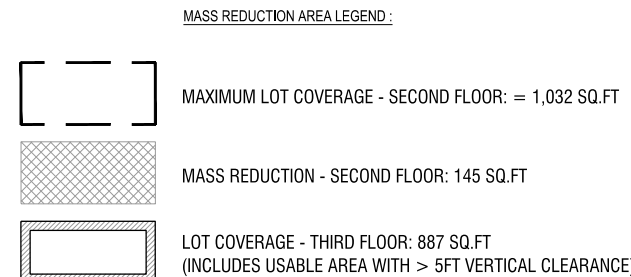 MASS REDUCTION AREA LEGEND :
MAXIMUM LOT COVERAGE - SECOND FLOOR: = 1,032 SQ.FT
MASS REDUCTION - SECOND FLOOR: 145 SQ.FT
LOT COVERAGE - THIRD FLOOR: 887 SQ.FT
(INCLUDES USABLE AREA WITH > 5FT VERTICAL CLEARANCE)